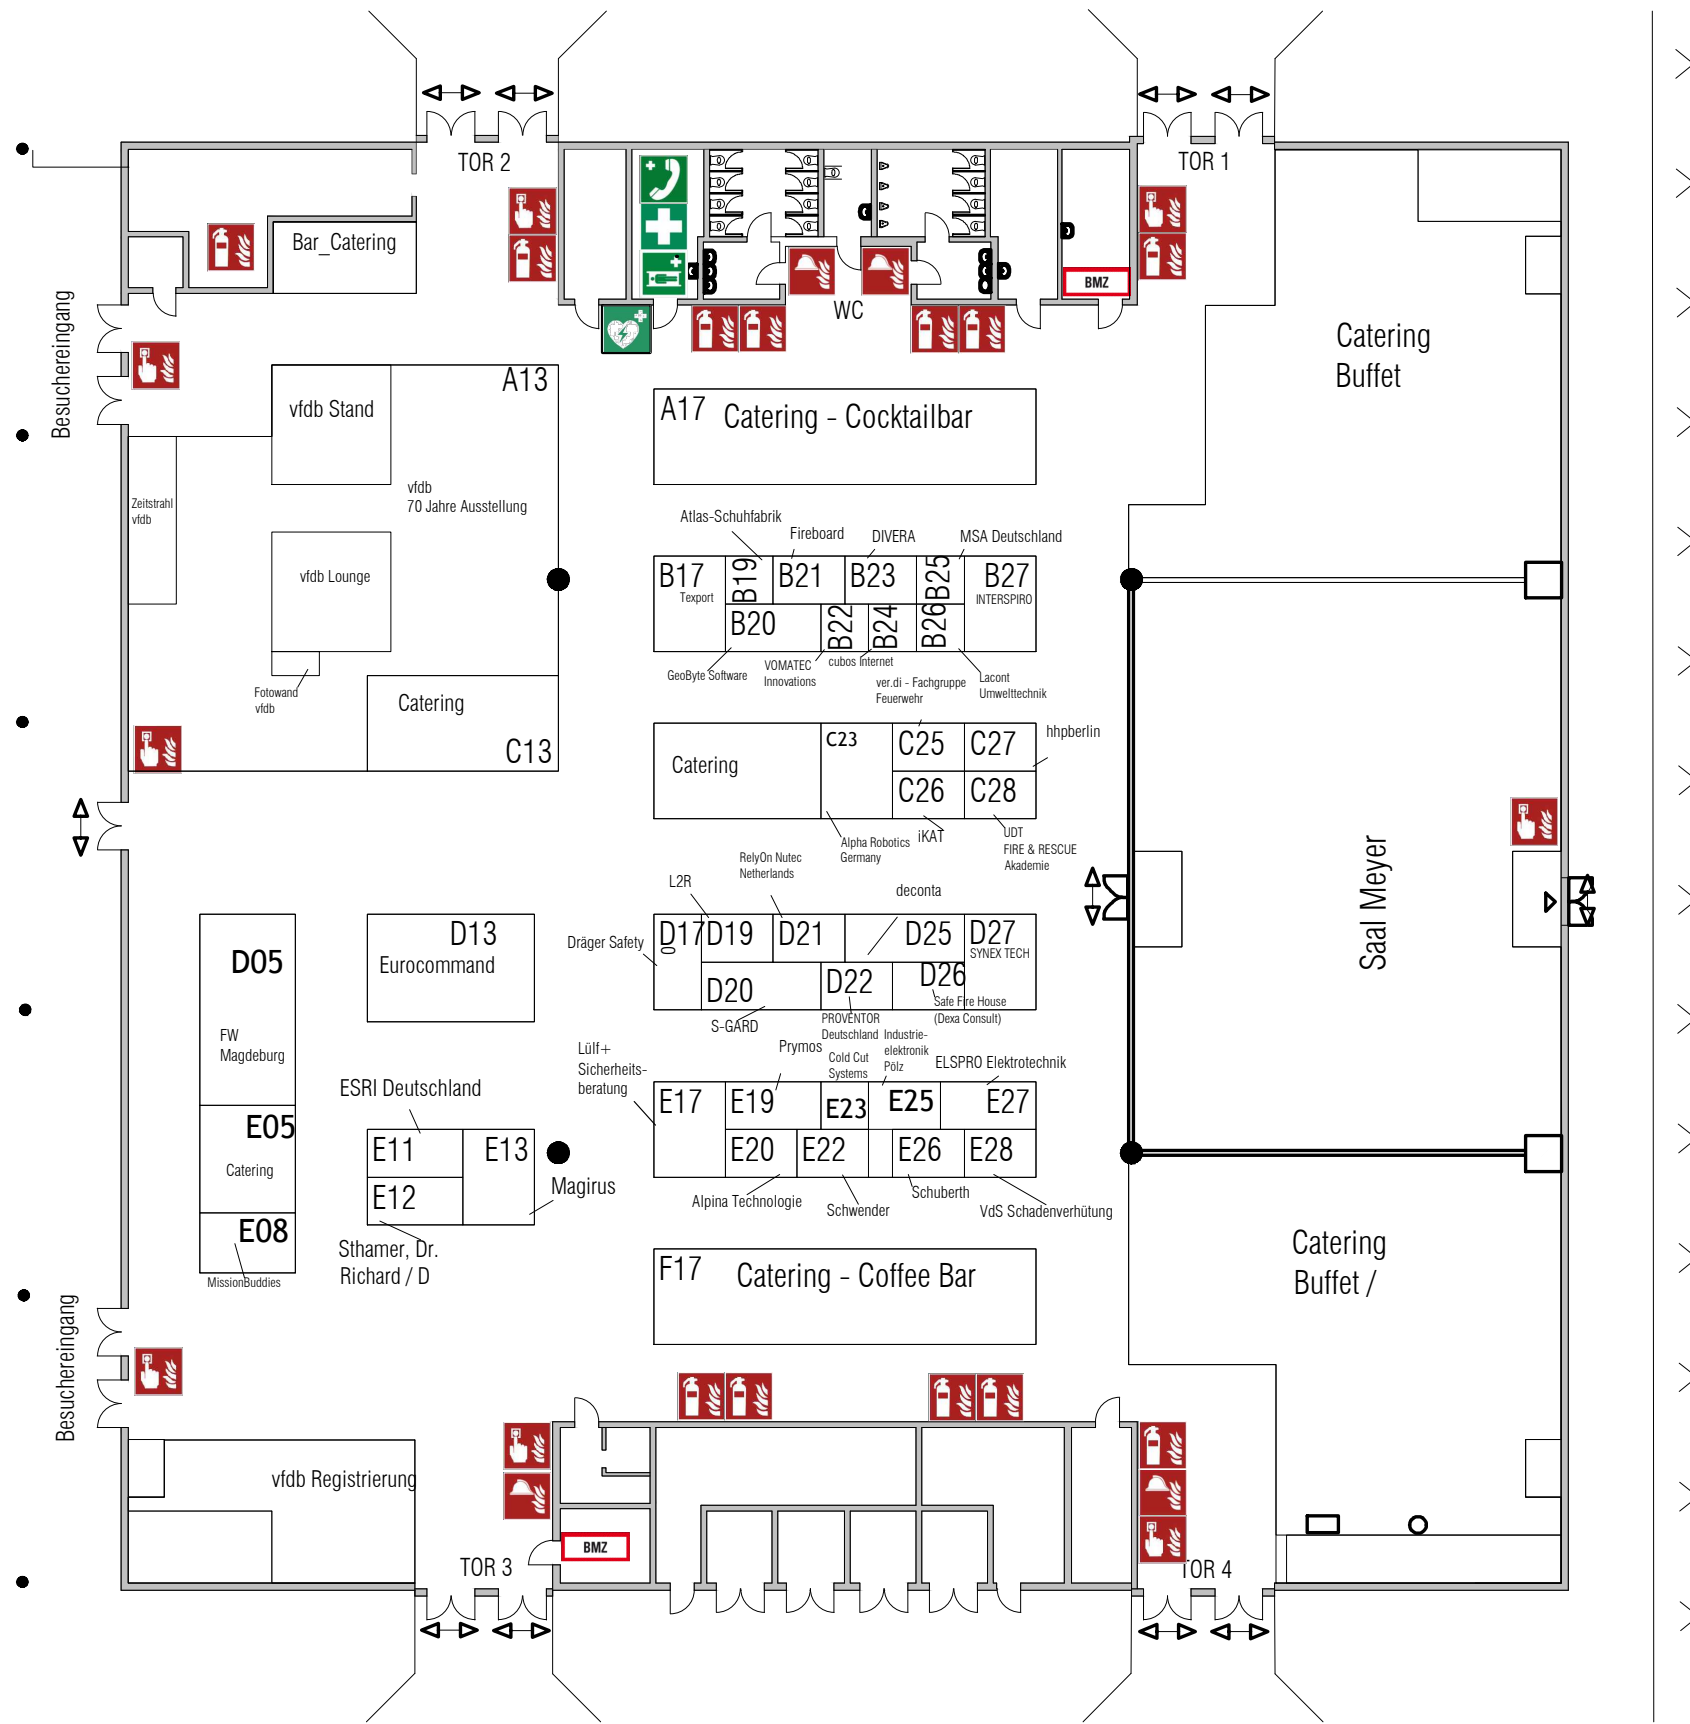 TOR 2
TOR 1
Bar_Catering
BMZ
WC
Besuchereingang
Catering
Buffet
A13
vfdb Stand
vfdb
70 Jahre Ausstellung
Zeitstrahl
vfdb
vfdb Lounge
Fotowand
vfdb
Catering
C13
A17 Catering - Cocktailbar
Atlas-Schuhfabrik
Fireboard
DIVERA
MSA Deutschland
B17
Texport
B19
B21
B23
B25
B27
INTERSPIRO
B20
B22
B24
B26
GeoByte Software
VOMATEC
Innovations
cubos Internet
ver.di - Fachgruppe
Feuerwehr
Lacont
Umwelttechnik
Catering
C23
C25
C27
hhpberlin
C26
C28
Alpha Robotics
Germany
iKAT
UDT
FIRE & RESCUE
Akademie
Saal Meyer
RelyOn Nutec
Netherlands
L2R
deconta
Dräger Safety
D17
D19
D21
D25
D27
SYNEX TECH
D20
D22
D26
Safe Fire House
(Dexa Consult)
S-GARD
PROVENTOR
Deutschland
D05
FW
Magdeburg
D13
Eurocommand
E05
Catering
E08
MissionBuddies
ESRI Deutschland
E11
E13
E12
Magirus
Sthamer, Dr.
Richard / D
Lülf+
Sicherheits-
beratung
Prymos
Cold Cut
Systems
Industrie-
elektronik
Pölz
ELSPRO Elektrotechnik
E17
E19
E23
E25
E27
E20
E22
E26
E28
Alpina Technologie
Schwender
Schuberth
VdS Schadenverhütung
F17 Catering - Coffee Bar
Catering
Buffet /
Besuchereingang
vfdb Registrierung
BMZ
TOR 3
TOR 4